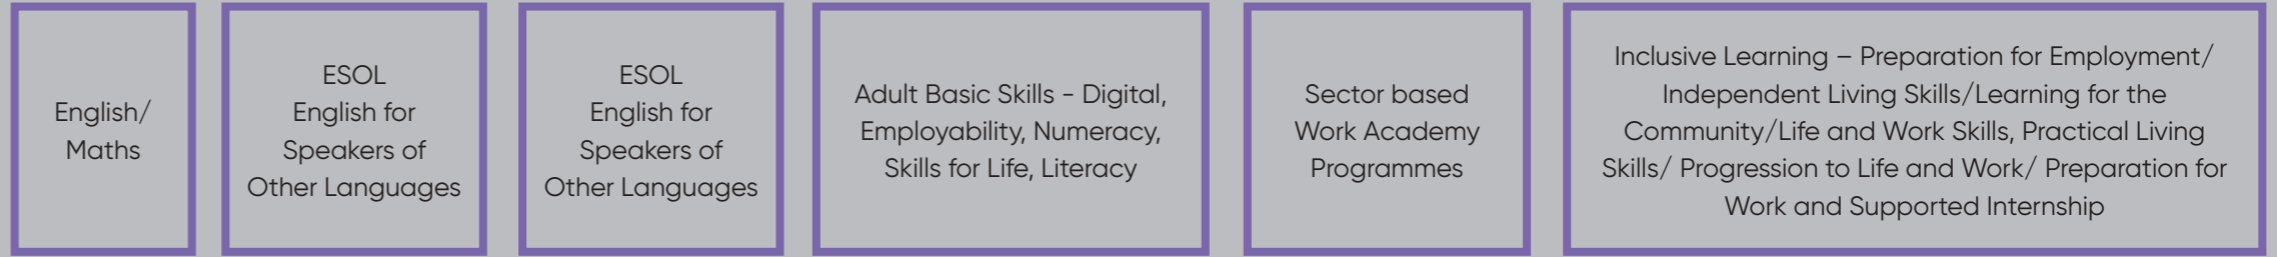 English/
Maths
ESOL
English for
Speakers of
Other Languages
ESOL
English for
Speakers of
Other Languages
Adult Basic Skills - Digital,
Employability, Numeracy,
Skills for Life, Literacy
Sector based
Work Academy
Programmes
Inclusive Learning – Preparation for Employment/
Independent Living Skills/Learning for the
Community/Life and Work Skills, Practical Living
Skills/ Progression to Life and Work/ Preparation for
Work and Supported Internship